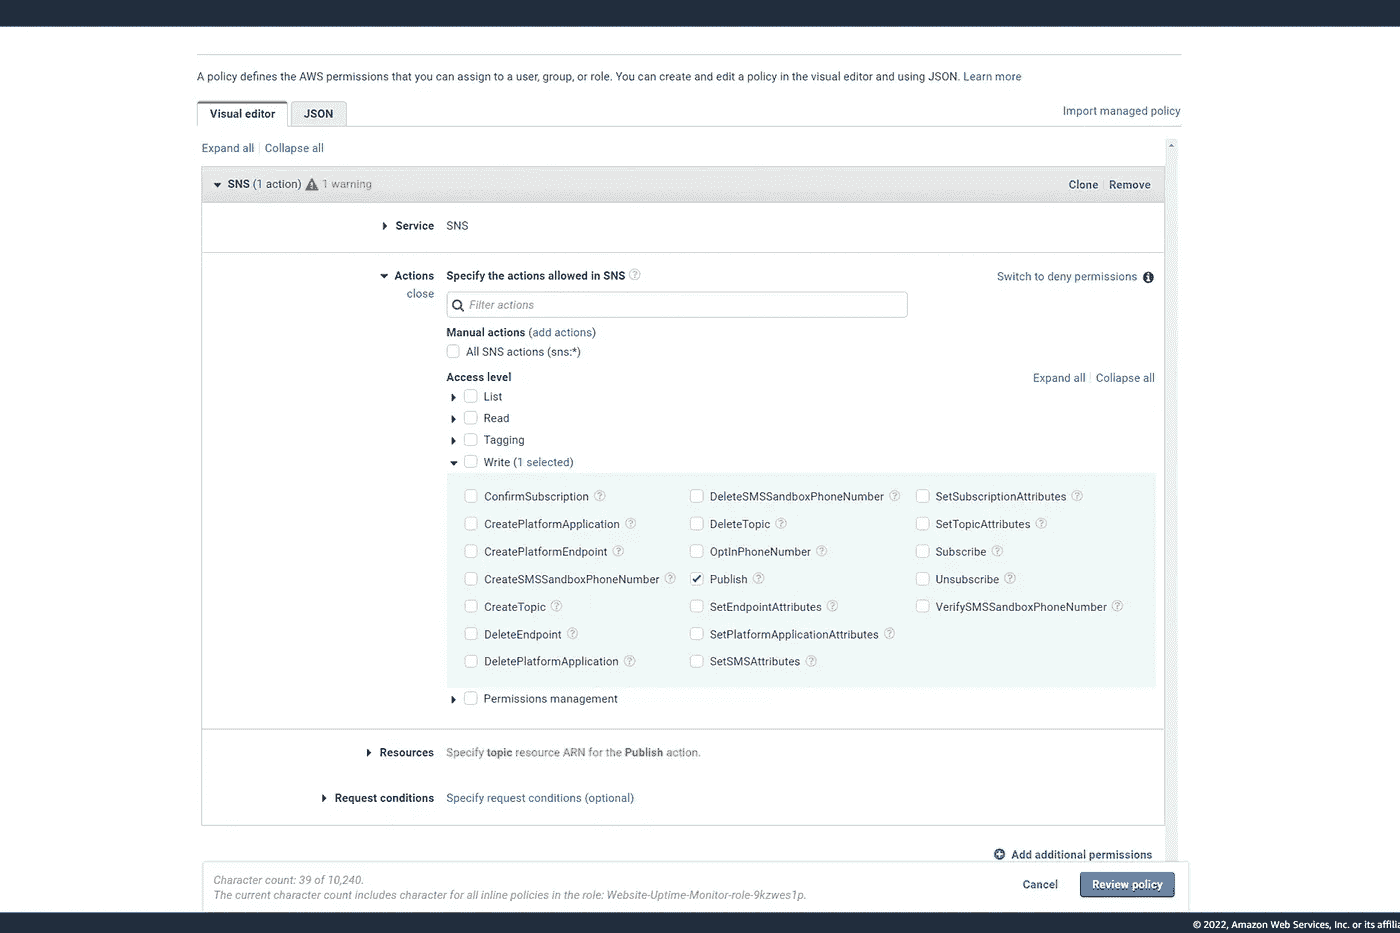 A policy defines the AWS permissions that you can assign to a user, group, or role. You can create and edit a policy in the visual editor and using JSON. Learn more
Visual editor JSON Import managed policy
Expand all Collapse all
SNS (1 action) 1 warning Clone Remove
Service SNS
Actions Specify the actions allowed in SNS Switch to deny permissions
close
Filter actions
Manual actions (add actions)
All SNS actions (sns:*)
Access level Expand all Collapse all
List
Read
Tagging
Write (1 selected)
ConfirmSubscription DeleteSMSSandboxPhoneNumber SetSubscriptionAttributes
CreatePlatformApplication DeleteTopic SetTopicAttributes
CreatePlatformEndpoint OptInPhoneNumber Subscribe
CreateSMSSandboxPhoneNumber Publish Unsubscribe
CreateTopic SetEndpointAttributes VerifySMSSandboxPhoneNumber
DeleteEndpoint SetPlatformApplicationAttributes
DeletePlatformApplication SetSMSAttributes
Permissions management
Resources Specify topic resource ARN for the Publish action.
Request conditions Specify request conditions (optional)
Add additional permissions
Character count: 39 of 10,240.
The current character count includes character for all inline policies in the role: Website-Uptime-Monitor-role-9kzwes1p.
Cancel Review policy
© 2022, Amazon Web Services, Inc. or its affilia